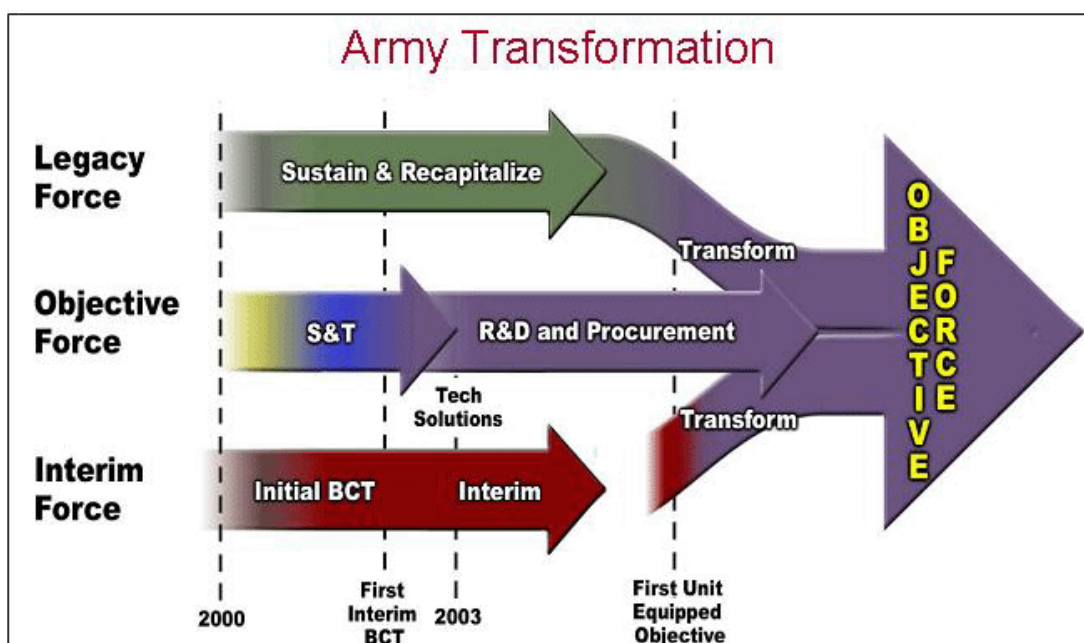 Army Transformation
Legacy
Force
Sustain & Recapitalize
Transform
Objective
Force
S&T
R&D and Procurement
Tech
Solutions
Transform
Interim
Force
Initial BCT
Interim
OBJECTIVE
FORCE
2000
First
Interim
BCT
2003
First Unit
Equipped
Objective